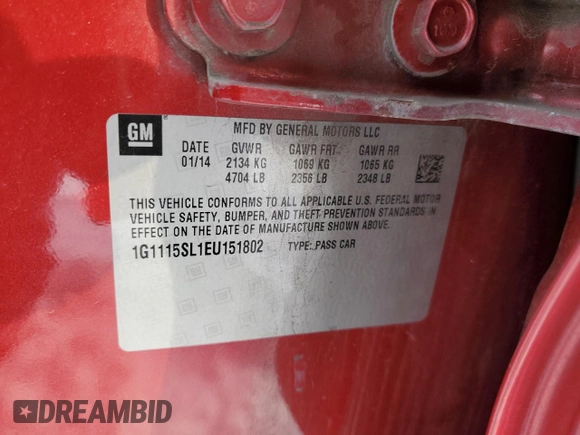 GM
MFD BY GENERAL MOTORS LLC
DATE GVWR GAWR FRT. GAWR RR
01/14 2134 KG 1069 KG 1065 KG
4704 LB 2356 LB 2348 LB
THIS VEHICLE CONFORMS TO ALL APPLICABLE U.S. FEDERAL MOTOR
VEHICLE SAFETY, BUMPER, AND THEFT PREVENTION STANDARDS IN
EFFECT ON THE DATE OF MANUFACTURE SHOWN ABOVE.
1G1115SL1EU151802 TYPE: PASS CAR
DREAMBID